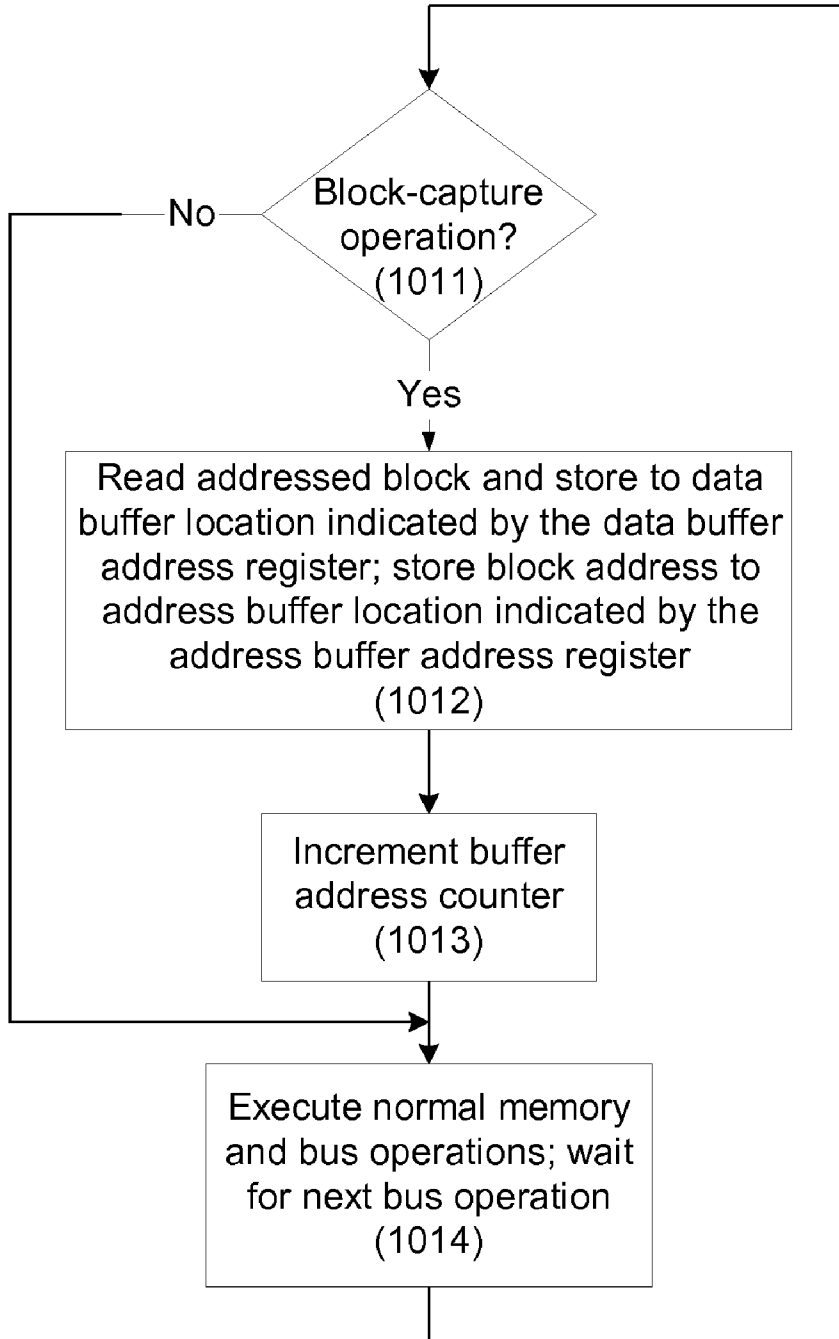 Block-capture
operation?
(1011)
No
Yes
Read addressed block and store to data
buffer location indicated by the data buffer
address register; store block address to
address buffer location indicated by the
address buffer address register
(1012)
Increment buffer
address counter
(1013)
Execute normal memory
and bus operations; wait
for next bus operation
(1014)